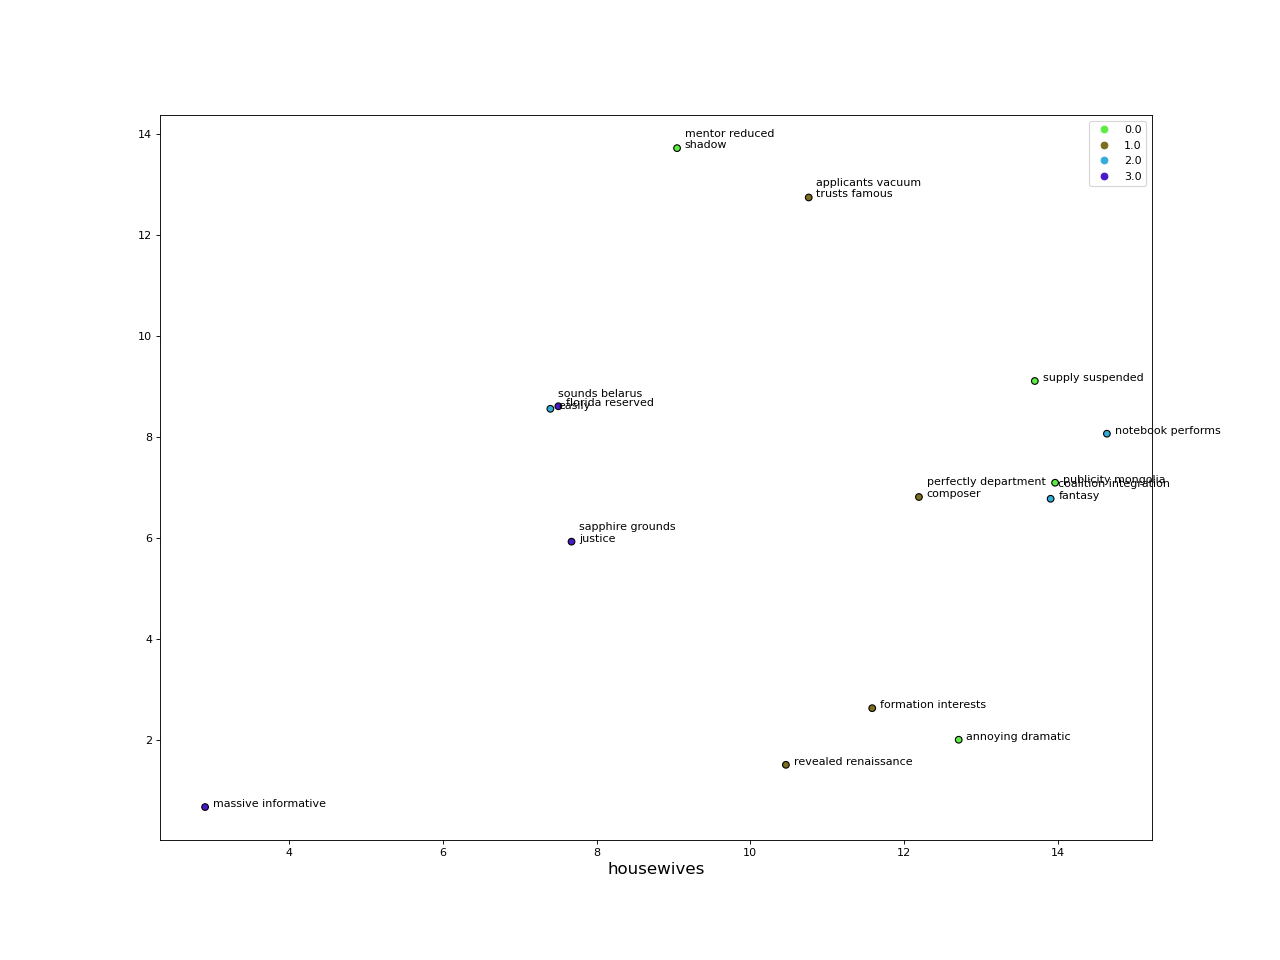 mentor reduced
shadow
applicants vacuum
trusts famous
supply suspended
sounds belarus
easily
florida reserved
notebook performs
publicity mongolia
coalition integration
fantasy
perfectly department
composer
sapphire grounds
justice
formation interests
annoying dramatic
revealed renaissance
massive informative
0.0
1.0
2.0
3.0
14
12
10
8
6
4
2
4
6
8
10
12
14
housewives